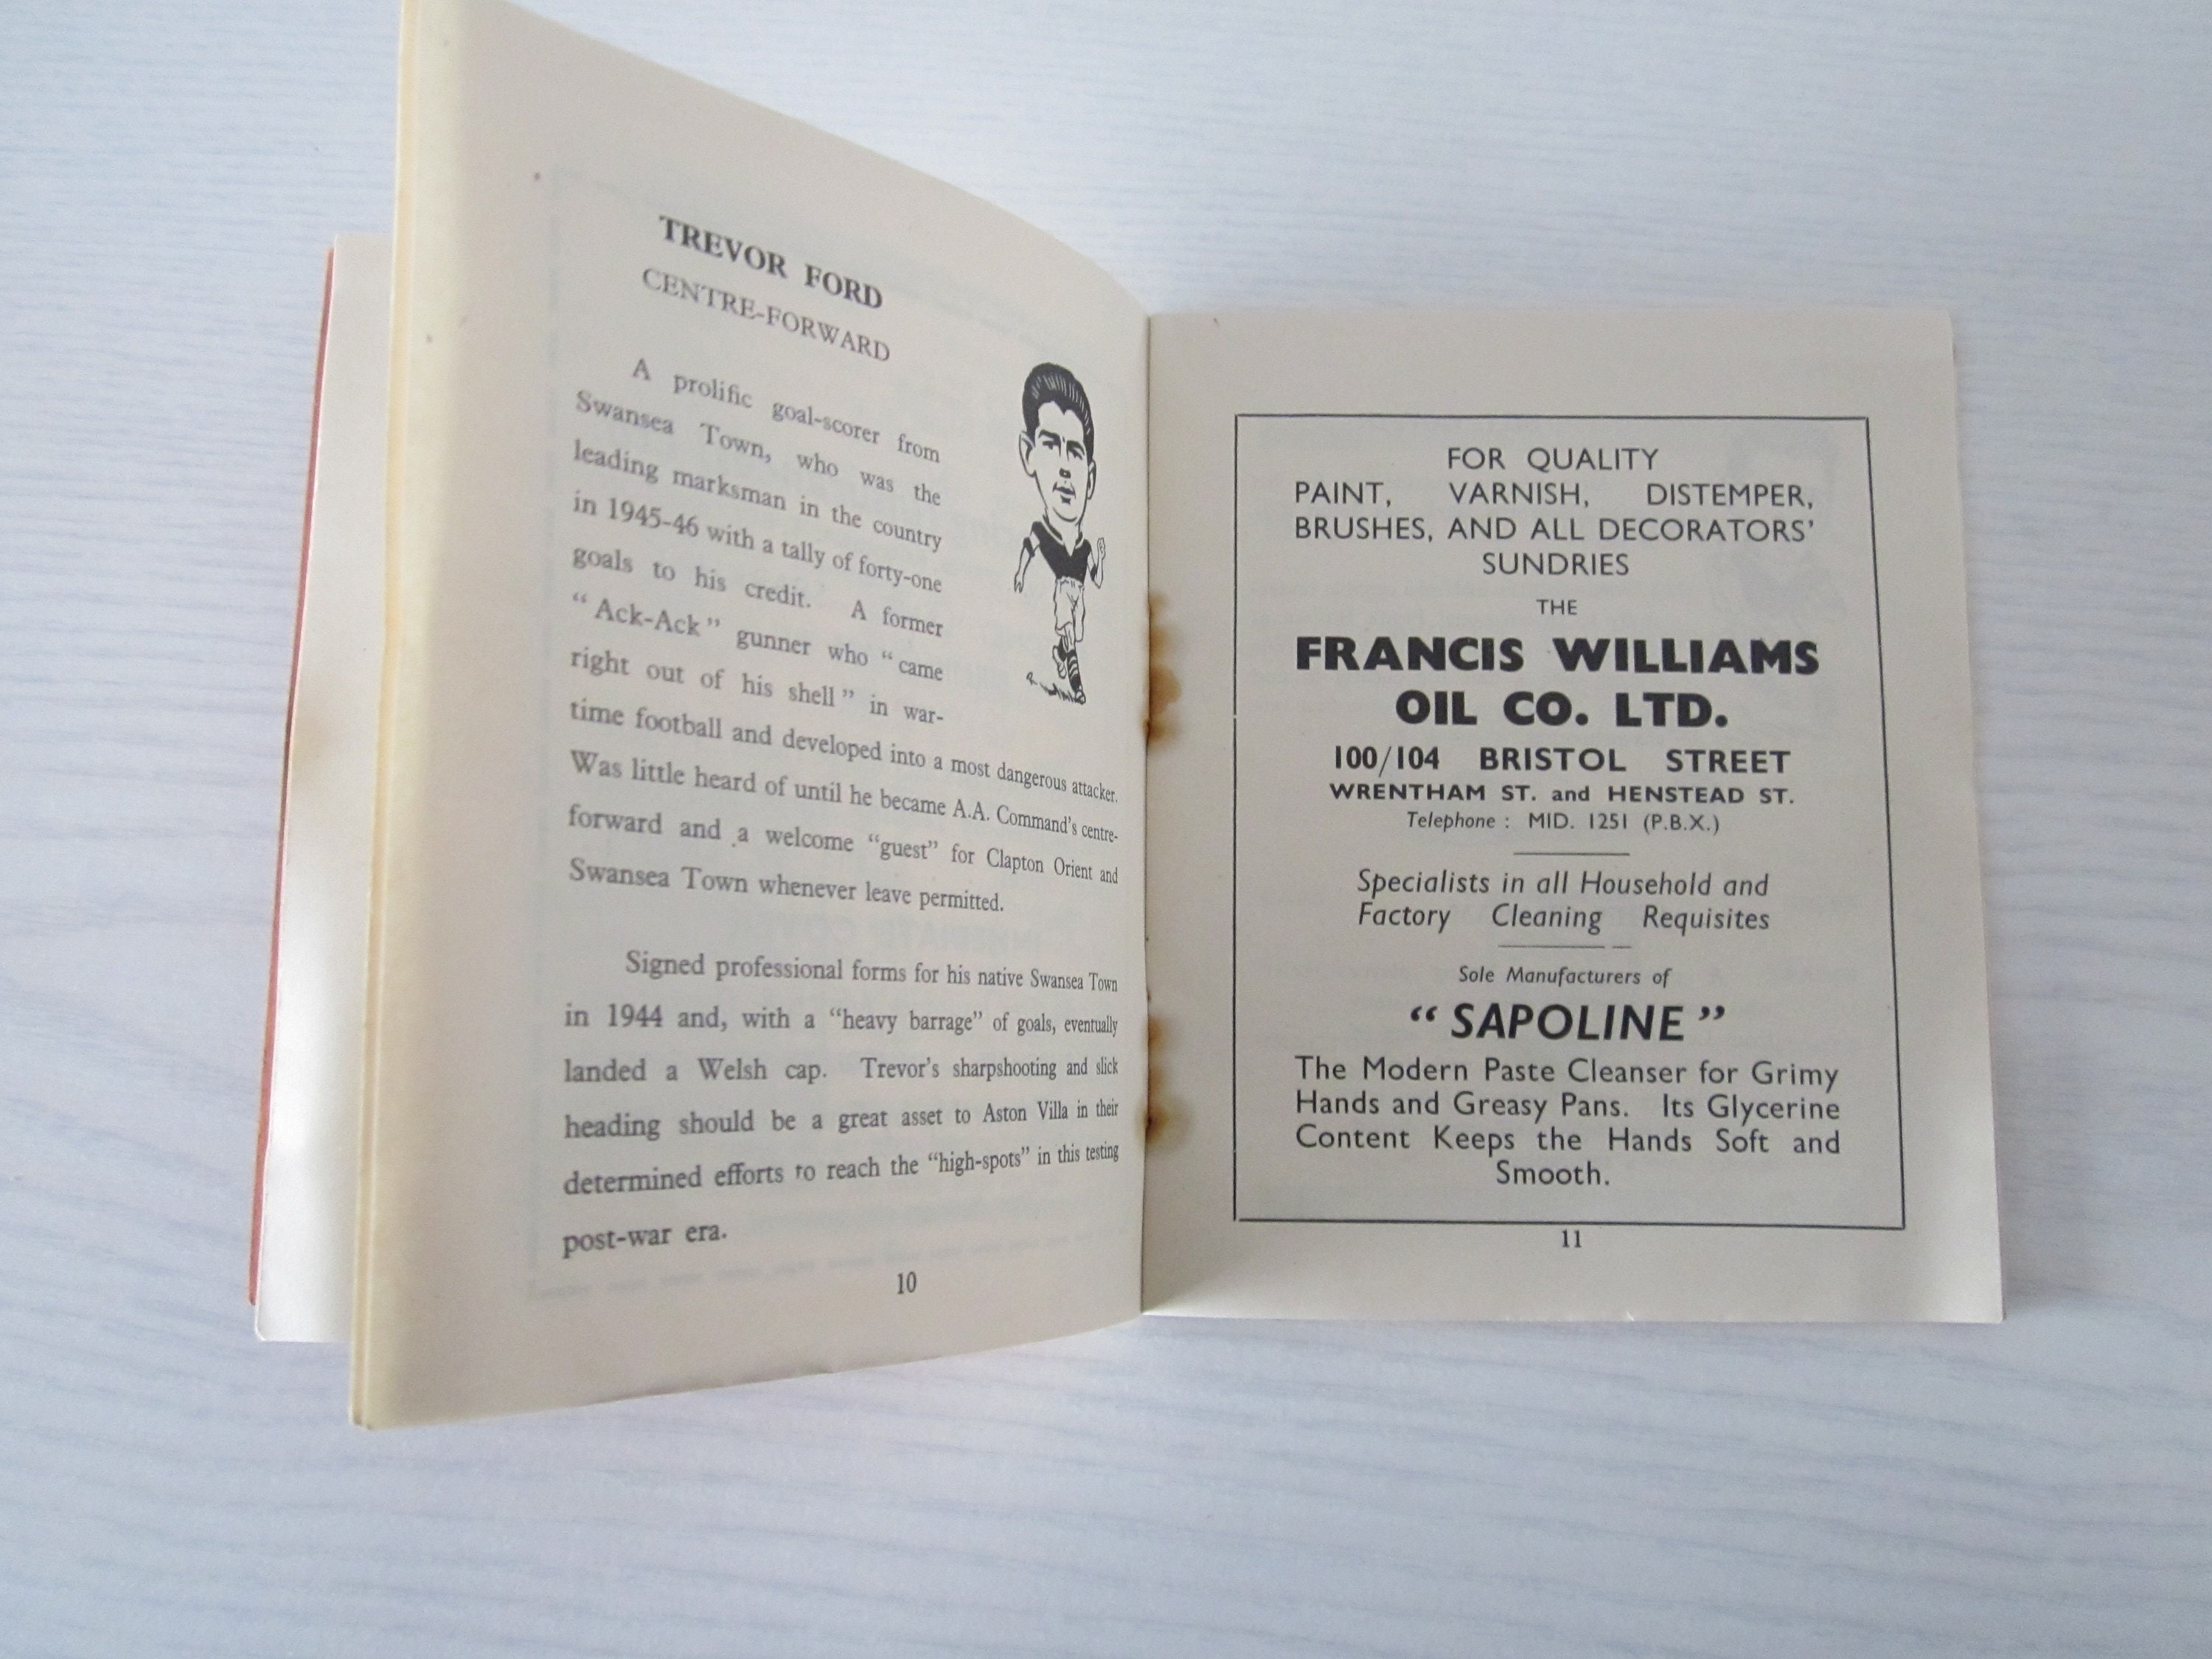 TREVOR FORD
CENTRE-FORWARD
A prolific goal-scorer from
Swansea Town, who was the
leading marksman in the country
in 1945-46 with a tally of forty-one
goals to his credit. A former
“Ack-Ack” gunner who “came
right out of his shell” in war-
time football and developed into a most dangerous attacker.
Was little heard of until he became A.A. Command's centre-
forward and a welcome “guest” for Clapton Orient and
Swansea Town whenever leave permitted.
Signed professional forms for his native Swansea Town
in 1944 and, with a “heavy barrage” of goals, eventually
landed a Welsh cap. Trevor's sharpshooting and slick
heading should be a great asset to Aston Villa in their
determined efforts to reach the “high-spots” in this testing
post-war era.
10
FOR QUALITY
PAINT, VARNISH, DISTEMPER,
BRUSHES, AND ALL DECORATORS'
SUNDRIES
THE
FRANCIS WILLIAMS
OIL CO. LTD.
100/104 BRISTOL STREET
WRENTHAM ST. and HENSTEAD ST.
Telephone : MID. 1251 (P.B.X.)
Specialists in all Household and
Factory Cleaning Requisites
Sole Manufacturers of
“SAPOLINE”
The Modern Paste Cleanser for Grimy
Hands and Greasy Pans. Its Glycerine
Content Keeps the Hands Soft and
Smooth.
11